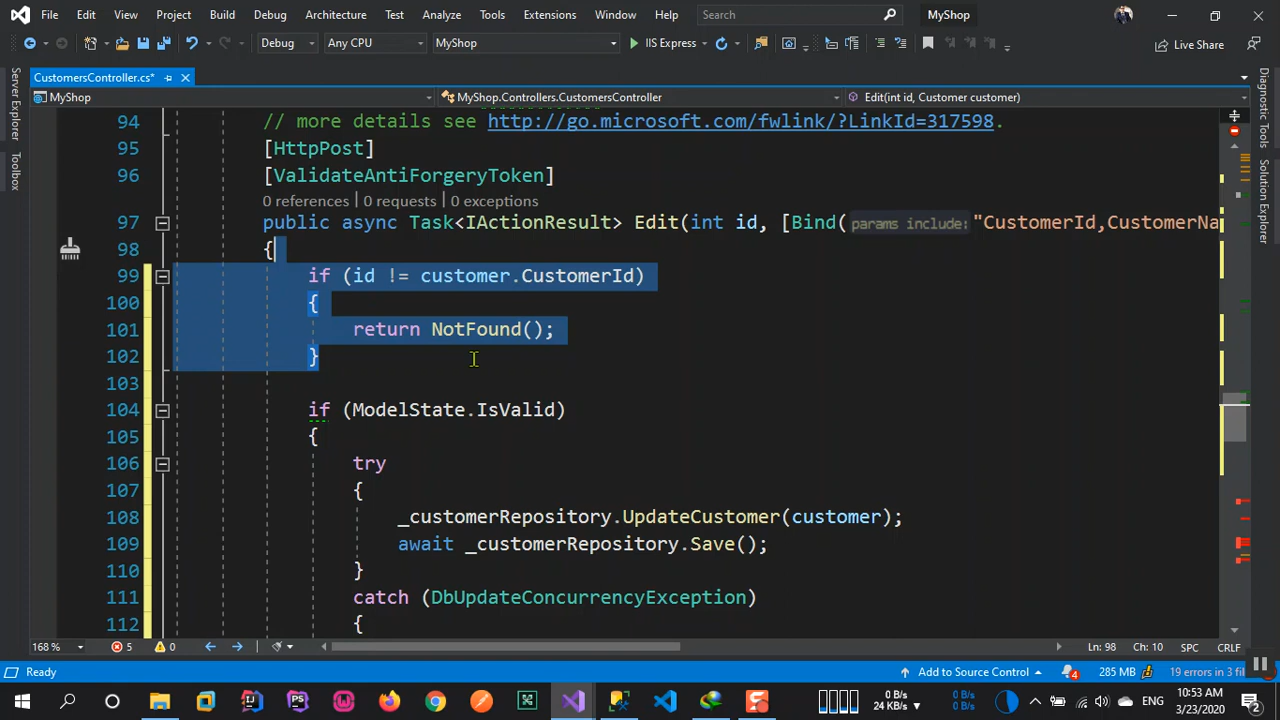 File Edit View Project Build Debug Architecture Test Analyze Tools Extensions Window Help Search MyShop
Debug Any CPU MyShop IIS Express Live Share
CustomersController.cs*
MyShop MyShop.Controllers.CustomersController Edit(int id, Customer customer)
Server Explorer
Toolbox
Diagnostic Tools
Solution Explorer
94 // more details see http://go.microsoft.com/fwlink/?LinkId=317598.
95 [HttpPost]
96 [ValidateAntiForgeryToken]
0 references | 0 requests | 0 exceptions
97 public async Task<IActionResult> Edit(int id, [Bind( params include: "CustomerId,CustomerNa
98 {
99 if (id != customer.CustomerId)
100 {
101 return NotFound();
102 }
103
104 if (ModelState.IsValid)
105 {
106 try
107 {
108 _customerRepository.UpdateCustomer(customer);
109 await _customerRepository.Save();
110 }
111 catch (DbUpdateConcurrencyException)
112 {
168 % 5 0 Ln: 98 Ch: 10 SPC CRLF
Ready Add to Source Control 4 285 MB 19 errors in 3 fil
0 B/s 0 B/s 10:53 AM
24 KB/s 0 B/s ENG 3/23/2020 2